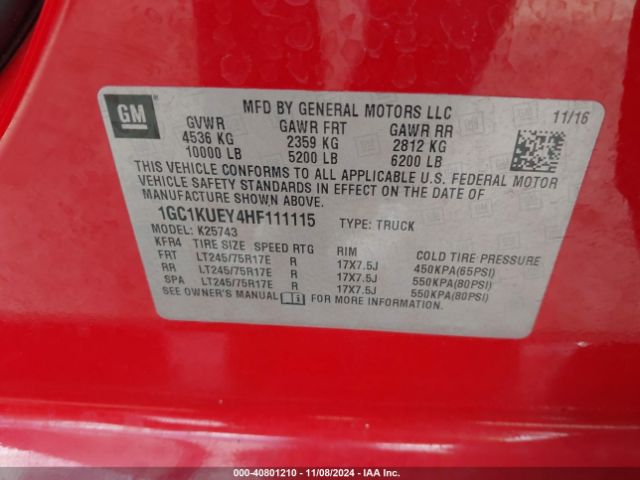 GM
MFD BY GENERAL MOTORS LLC
11/16
GVWR GAWR FRT GAWR RR
4536 KG 2359 KG 2812 KG
10000 LB 5200 LB 6200 LB
THIS VEHICLE CONFORMS TO ALL APPLICABLE U.S. FEDERAL MOTOR
VEHICLE SAFETY STANDARDS IN EFFECT ON THE DATE OF
MANUFACTURE SHOWN ABOVE.
1GC1KUEY4HF111115 TYPE: TRUCK
MODEL: K25743
KFR4 TIRE SIZE SPEED RTG RIM COLD TIRE PRESSURE
FRT LT245/75R17E R 17X7.5J 450KPA(65PSI)
RR LT245/75R17E R 17X7.5J 550KPA(80PSI)
SPA LT245/75R17E R 17X7.5J 550KPA(80PSI)
SEE OWNER'S MANUAL FOR MORE INFORMATION.
000-40801210 - 11/08/2024 - IAA Inc.